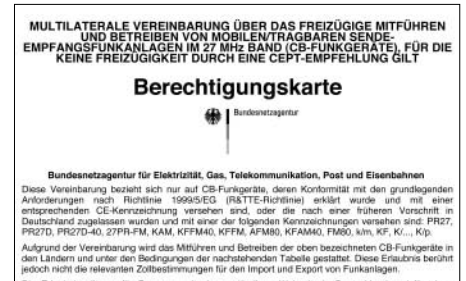 MULTILATERALE VEREINBARUNG ÜBER DAS FREIZÜGIGE MITFÜHREN
UND BETREIBEN VON MOBILEN/TRAGBAREN SENDE-
EMPFANGSFUNKANLAGEN IM 27 MHz BAND (CB-FUNKGERÄTE), FÜR DIE
KEINE FREIZÜGIGKEIT DURCH EINE CEPT-EMPFEHLUNG GILT
Berechtigungskarte
Bundesnetzagentur
Bundesnetzagentur für Elektrizität, Gas, Telekommunikation, Post und Eisenbahnen
Diese Vereinbarung bezieht sich nur auf CB-Funkgeräte, deren Konformität mit den grundlegenden
Anforderungen nach Richtlinie 1999/5/EG (R&TTE-Richtlinie) erklärt wurde und mit einer
entsprechenden CE-Kennzeichnung versehen sind, oder die nach einer früheren Vorschrift in
Deutschland zugelassen wurden und mit einer der folgenden Kennzeichnungen versehen sind: PR27,
PR27D, PR27D-40, 27PR-FM, KAM, KFFM40, KFFM, AFM80, KFAM40, FM80, k/m, KF, K/..., K/p.
Aufgrund der Vereinbarung wird das Mitführen und Betreiben der oben bezeichneten CB-Funkgeräte in
den Ländern und unter den Bedingungen der nachstehenden Tabelle gestattet. Diese Erlaubnis berührt
jedoch nicht die relevanten Zollbestimmungen für den Import und Export von Funkanlagen.